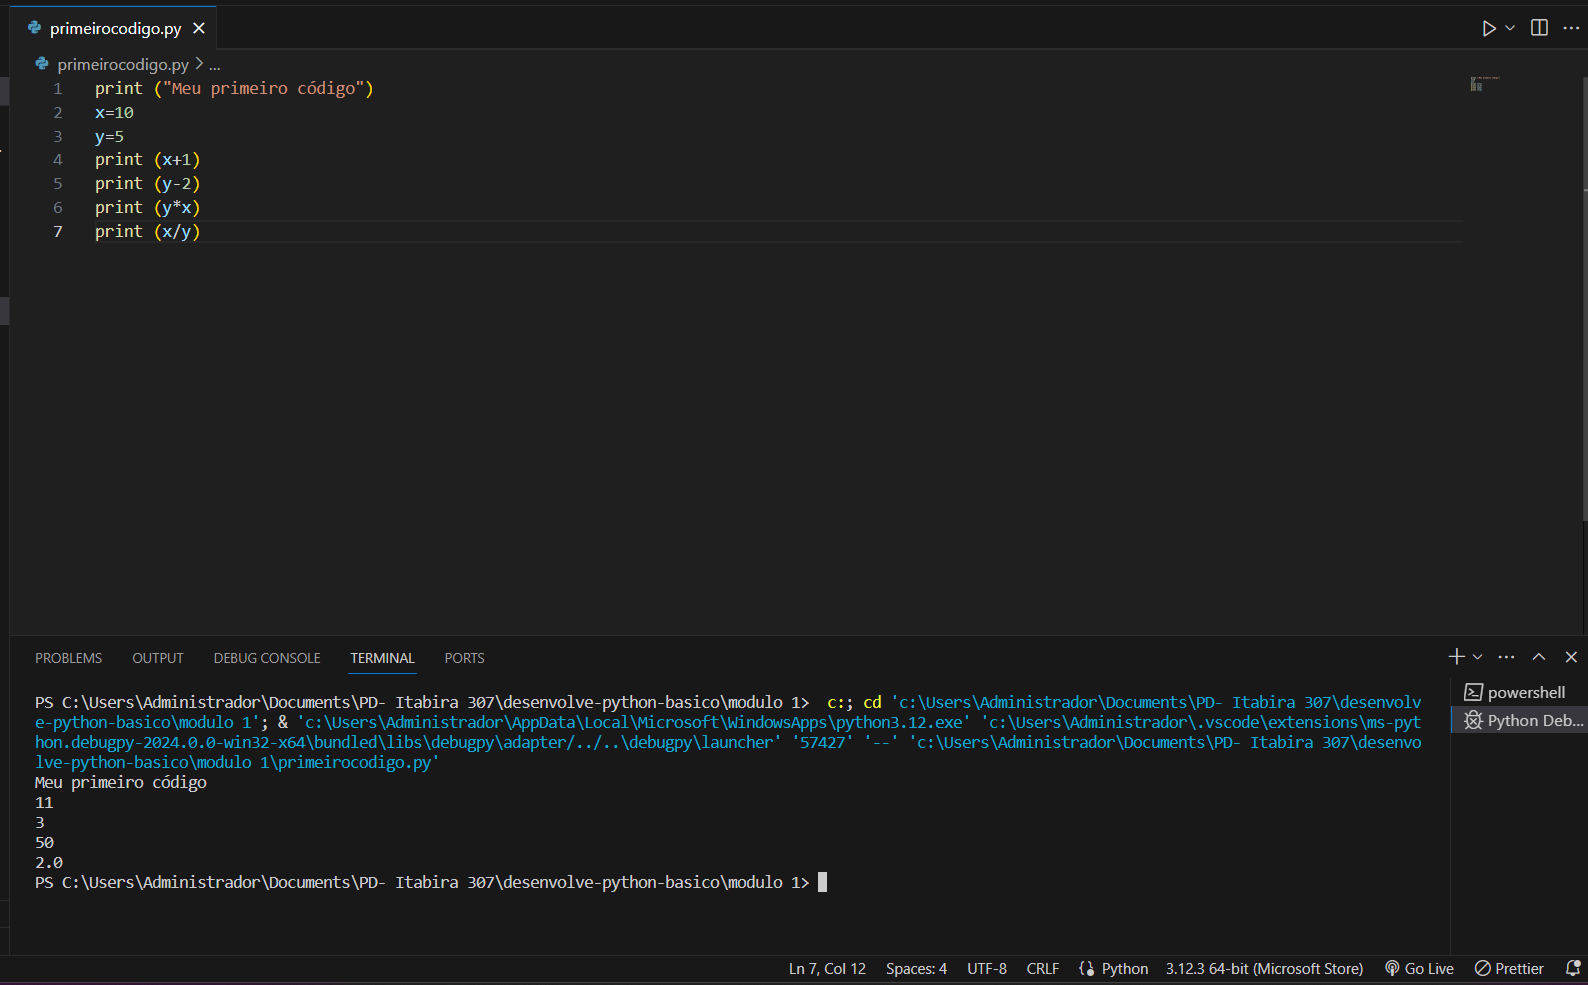 primeirocodigo.py
primeirocodigo.py > ...
1 print ("Meu primeiro código")
2 x=10
3 y=5
4 print (x+1)
5 print (y-2)
6 print (y*x)
7 print (x/y)
PROBLEMS OUTPUT DEBUG CONSOLE TERMINAL PORTS
powershell
Python Deb...
PS C:\Users\Administrador\Documents\PD- Itabira 307\desenvolve-python-basico\modulo 1>  c:; cd 'c:\Users\Administrador\Documents\PD- Itabira 307\desenvolv
e-python-basico\modulo 1'; & 'c:\Users\Administrador\AppData\Local\Microsoft\WindowsApps\python3.12.exe' 'c:\Users\Administrador\.vscode\extensions\ms-pyt
hon.debugpy-2024.0.0-win32-x64\bundled\libs\debugpy\adapter/../..\debugpy\launcher' '57427' '--' 'c:\Users\Administrador\Documents\PD- Itabira 307\desenvo
lve-python-basico\modulo 1\primeirocodigo.py'
Meu primeiro código
11
3
50
2.0
PS C:\Users\Administrador\Documents\PD- Itabira 307\desenvolve-python-basico\modulo 1>
Ln 7, Col 12 Spaces: 4 UTF-8 CRLF Python 3.12.3 64-bit (Microsoft Store) Go Live Prettier